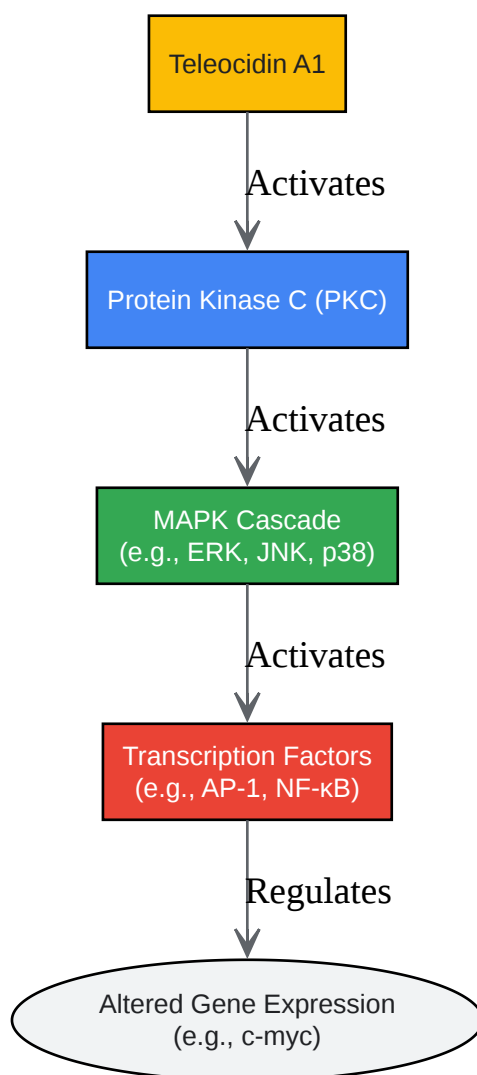 Teleocidin A1
Activates
Protein Kinase C (PKC)
Activates
MAPK Cascade
(e.g., ERK, JNK, p38)
Activates
Transcription Factors
(e.g., AP-1, NF-κB)
Regulates
Altered Gene Expression
(e.g., c-myc)